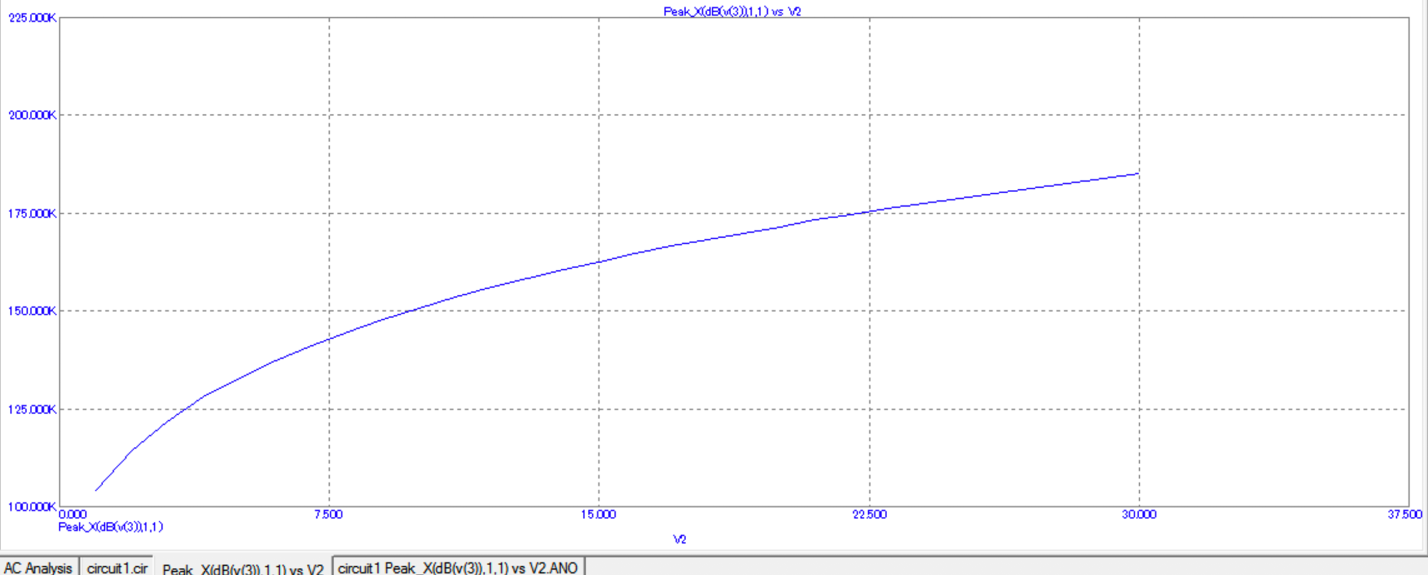 Peak_X(dB(v(3)),1,1) vs V2
225.000K
200.000K
175.000K
150.000K
125.000K
100.000K
0.000 7.500 15.000 22.500 30.000 37.500
Peak_X(dB(v(3)),1,1)
V2
AC Analysis circuit1.cir Peak_X(dB(v(3)),1,1) vs V2 circuit1 Peak_X(dB(v(3)),1,1) vs V2.ANO